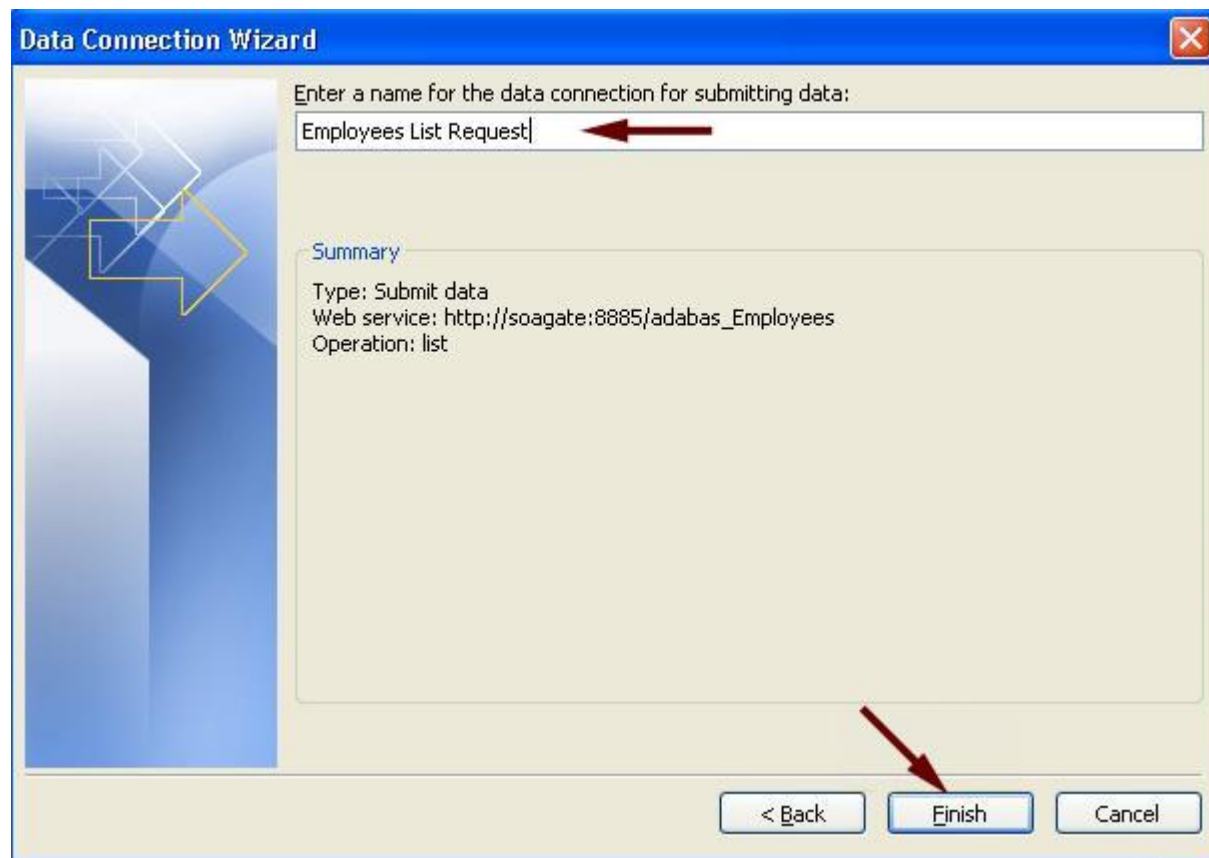 Data Connection Wizard
Enter a name for the data connection for submitting data:
Employees List Request
Summary
Type: Submit data
Web service: http://soagate:8885/adabas_Employees
Operation: list
< Back
Finish
Cancel